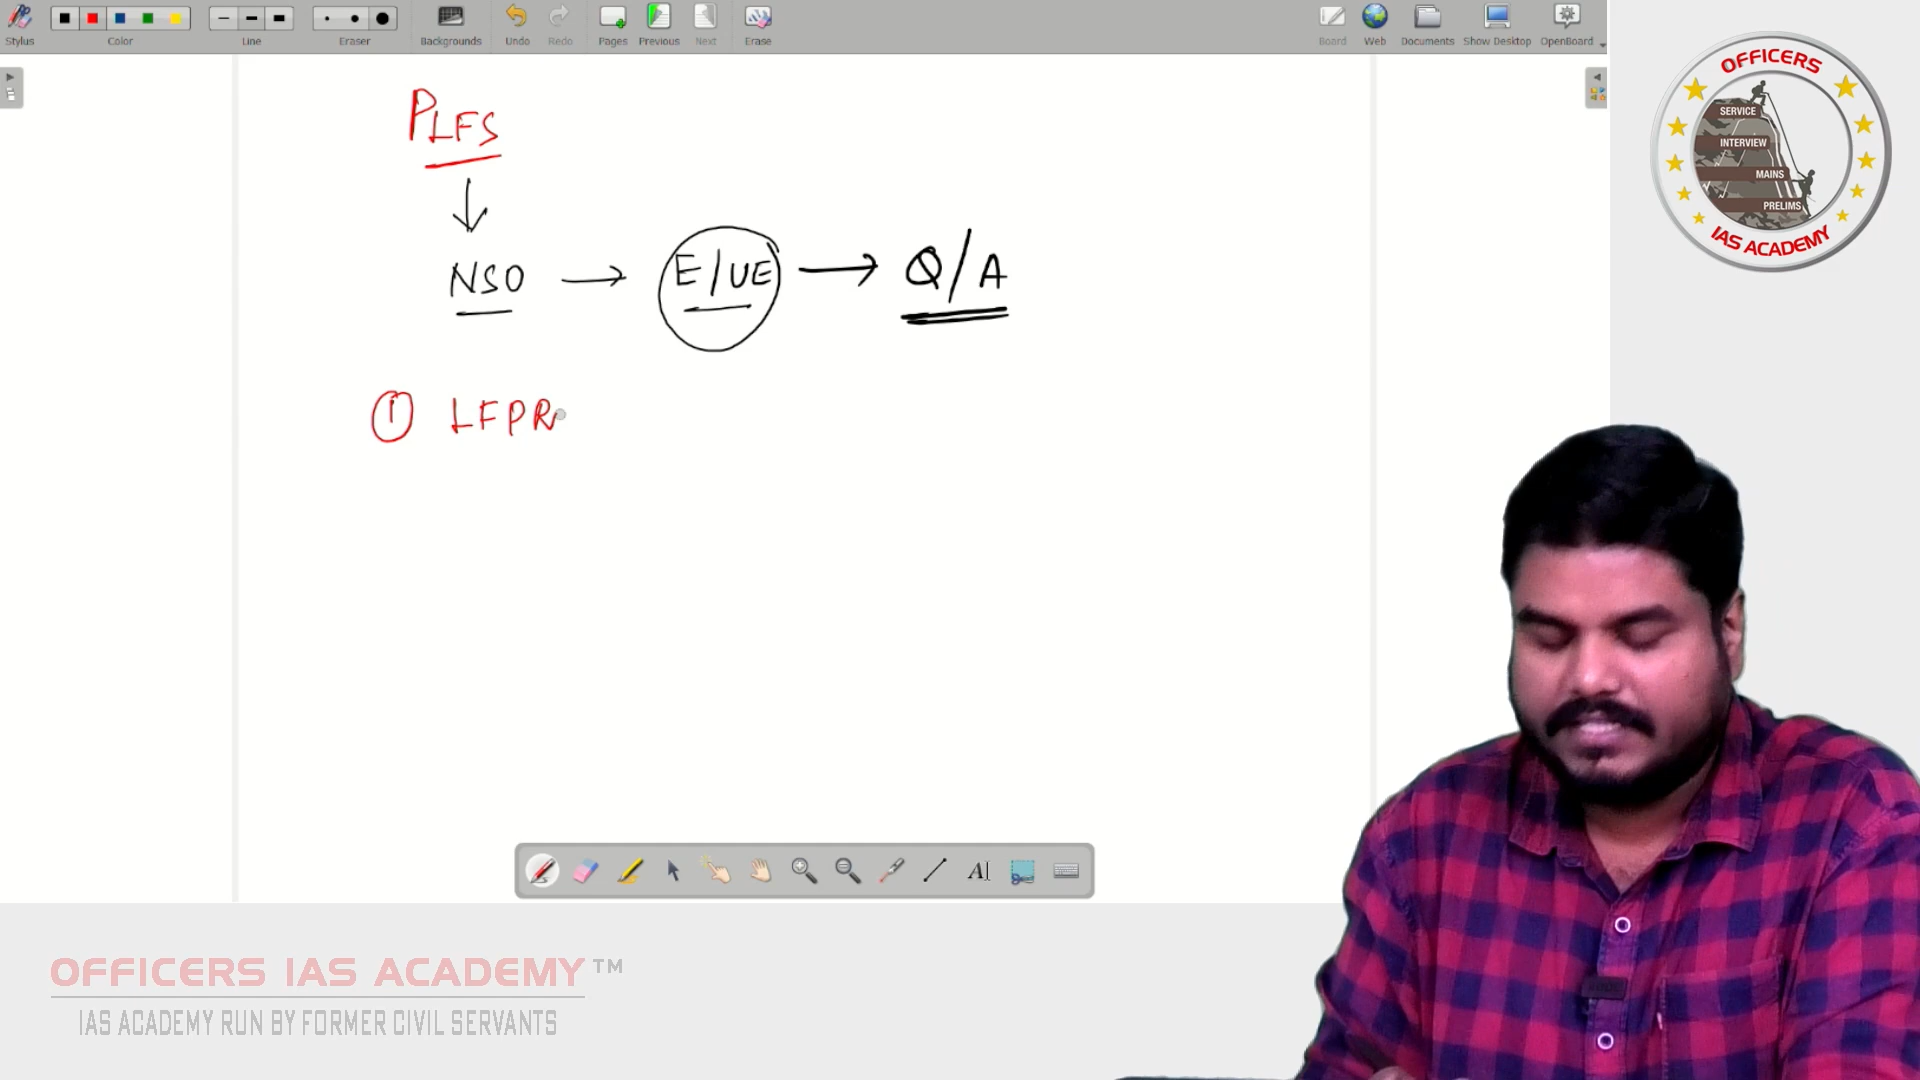 Stylus Color Line Eraser Backgrounds Undo Redo Pages Previous Next Erase Board Web Documents Show Desktop OpenBoard
OFFICERS
SERVICE
INTERVIEW
MAINS
PRELIMS
IAS ACADEMY
PLFS
NSO → E/UE → Q/A
① LFPR
AI
OFFICERS IAS ACADEMY™
IAS ACADEMY RUN BY FORMER CIVIL SERVANTS